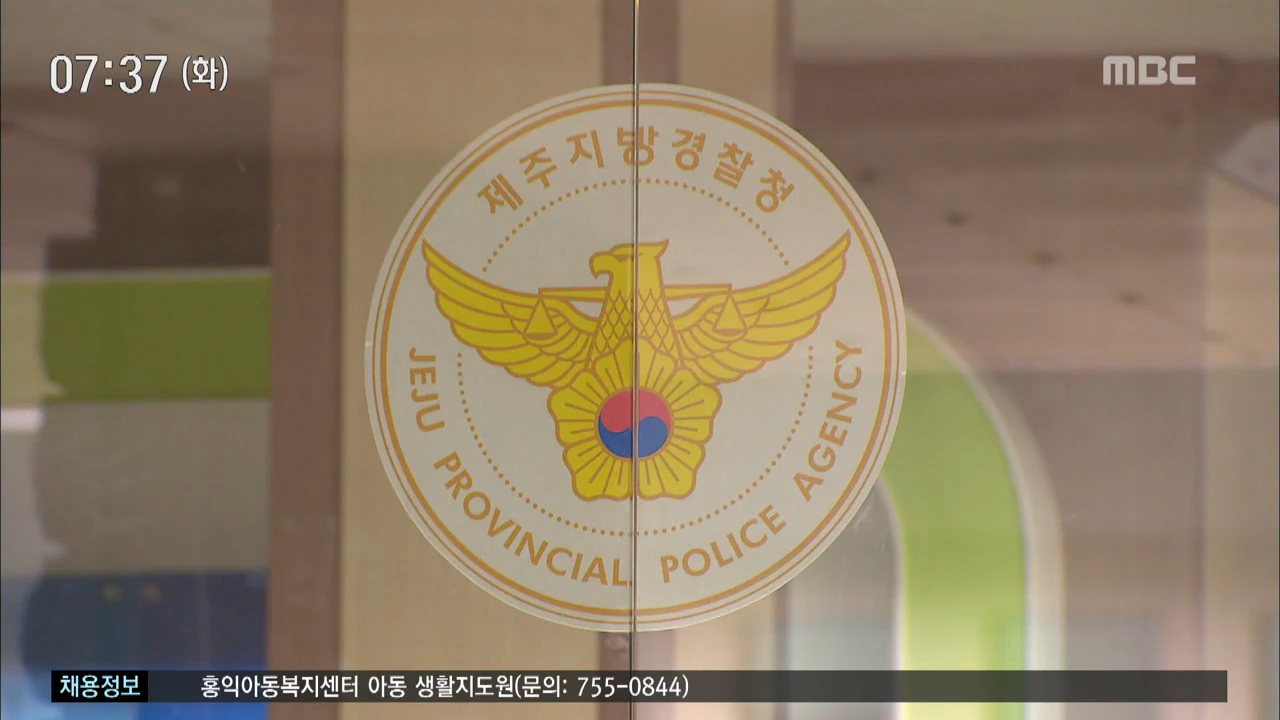 07:37 (화)
MBC
제주지방경찰청
JEJU PROVINCIAL POLICE AGENCY
채용정보 홍익아동복지센터 아동 생활지도원(문의: 755-0844)